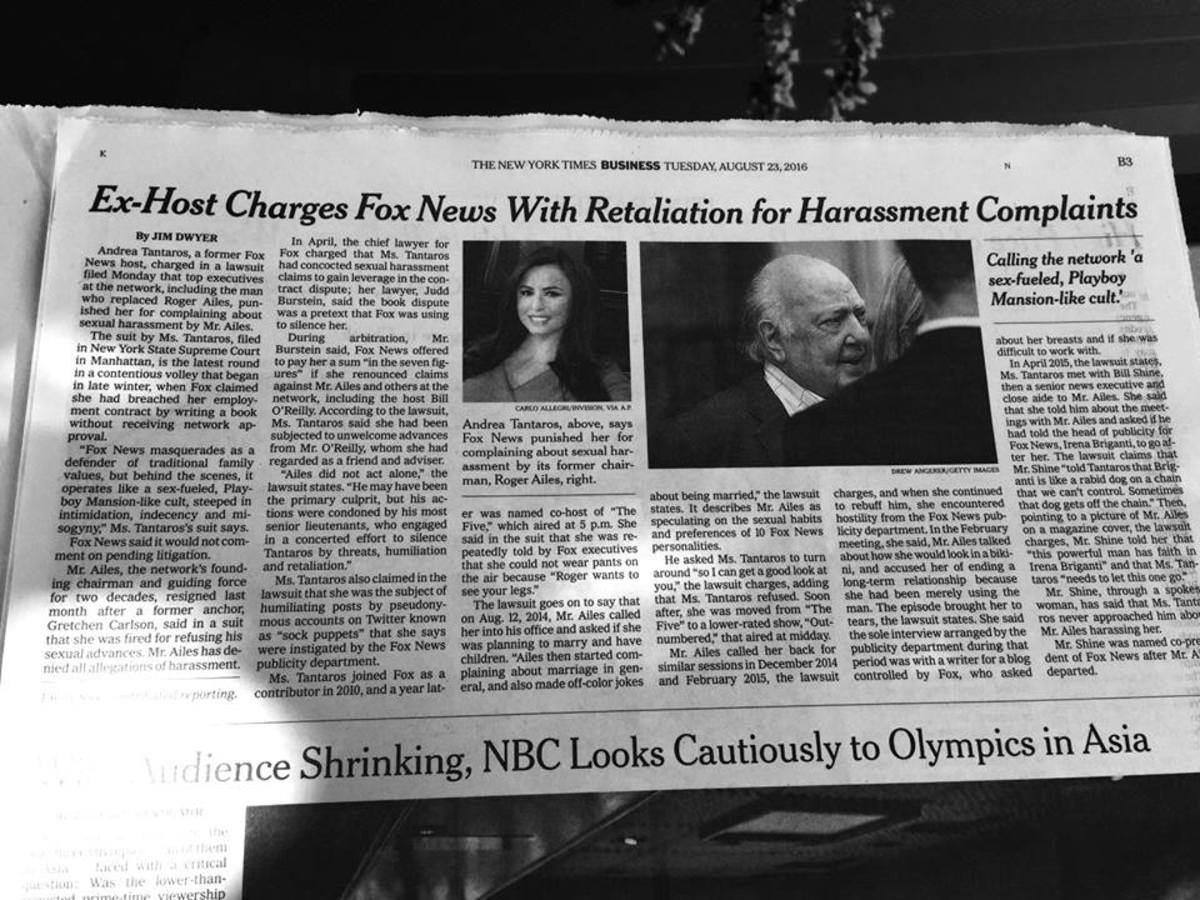 K
THE NEW YORK TIMES BUSINESS TUESDAY, AUGUST 23, 2016
N
B3
Ex-Host Charges Fox News With Retaliation for Harassment Complaints
By JIM DWYER
Andrea Tantaros, a former Fox
News host, charged in a lawsuit
filed Monday that top executives
at the network, including the man
who replaced Roger Ailes, pun-
ished her for complaining about
sexual harassment by Mr. Ailes.
The suit by Ms. Tantaros, filed
in New York State Supreme Court
in Manhattan, is the latest round
in a contentious volley that began
in late winter, when Fox claimed
she had breached her employ-
ment contract by writing a book
without receiving network ap-
proval.
"Fox News masquerades as a
defender of traditional family
values, but behind the scenes, it
operates like a sex-fueled, Play-
boy Mansion-like cult, steeped in
intimidation, indecency and mi-
sogyny," Ms. Tantaros's suit says.
Fox News said it would not com-
ment on pending litigation.
Mr. Ailes, the network's found-
ing chairman and guiding force
for two decades, resigned last
month after a former anchor,
Gretchen Carlson, said in a suit
that she was fired for refusing his
sexual advances. Mr. Ailes has de-
nied all allegations of harassment.
contributed reporting.
In April, the chief lawyer for
Fox charged that Ms. Tantaros
had concocted sexual harassment
claims to gain leverage in the con-
tract dispute; her lawyer, Judd
Burstein, said the book dispute
was a pretext that Fox was using
to silence her.
During arbitration, Mr.
Burstein said, Fox News offered
to pay her a sum "in the seven fig-
ures" if she renounced claims
against Mr. Ailes and others at the
network, including the host Bill
O'Reilly. According to the lawsuit,
Ms. Tantaros said she had been
subjected to unwelcome advances
from Mr. O'Reilly, whom she had
regarded as a friend and adviser.
"Ailes did not act alone," the
lawsuit states. "He may have been
the primary culprit, but his ac-
tions were condoned by his most
senior lieutenants, who engaged
in a concerted effort to silence
Tantaros by threats, humiliation
and retaliation."
Ms. Tantaros also claimed in the
lawsuit that she was the subject of
humiliating posts by pseudony-
mous accounts on Twitter known
as "sock puppets" that she says
were instigated by the Fox News
publicity department.
Ms. Tantaros joined Fox as a
contributor in 2010, and a year lat-
CARLO ALLEGRI/INVISION, VIA A.P.
Andrea Tantaros, above, says
Fox News punished her for
complaining about sexual har-
assment by its former chair-
man, Roger Ailes, right.
DREW ANGERER/GETTY IMAGES
er was named co-host of "The
Five," which aired at 5 p.m. She
said in the suit that she was re-
peatedly told by Fox executives
that she could not wear pants on
the air because "Roger wants to
see your legs."
The lawsuit goes on to say that
on Aug. 12, 2014, Mr. Ailes called
her into his office and asked if she
was planning to marry and have
children. "Ailes then started com-
plaining about marriage in gen-
eral, and also made off-color jokes
about being married," the lawsuit
states. It describes Mr. Ailes as
speculating on the sexual habits
and preferences of 10 Fox News
personalities.
He asked Ms. Tantaros to turn
around "so I can get a good look at
you," the lawsuit charges, adding
that Ms. Tantaros refused. Soon
after, she was moved from "The
Five" to a lower-rated show, "Out-
numbered," that aired at midday.
Mr. Ailes called her back for
similar sessions in December 2014
and February 2015, the lawsuit
charges, and when she continued
to rebuff him, she encountered
hostility from the Fox News pub-
licity department. In the February
meeting, she said, Mr. Ailes talked
about how she would look in a biki-
ni, and accused her of ending a
long-term relationship because
she had been merely using the
man. The episode brought her to
tears, the lawsuit states. She said
the sole interview arranged by the
publicity department during that
period was with a writer for a blog
controlled by Fox, who asked
Calling the network 'a
sex-fueled, Playboy
Mansion-like cult.'
about her breasts and if she was
difficult to work with.
In April 2015, the lawsuit states,
Ms. Tantaros met with Bill Shine,
then a senior news executive and
close aide to Mr. Ailes. She said
that she told him about the meet-
ings with Mr. Ailes and asked if he
had told the head of publicity for
Fox News, Irena Briganti, to go af-
ter her. The lawsuit claims that
Mr. Shine "told Tantaros that Brig-
anti is like a rabid dog on a chain
that we can't control. Sometimes
that dog gets off the chain." Then,
pointing to a picture of Mr. Ailes
on a magazine cover, the lawsuit
charges, Mr. Shine told her that
"this powerful man has faith in
Irena Briganti" and that Ms. Tan-
taros "needs to let this one go."
Mr. Shine, through a spokes
woman, has said that Ms. Tanta
ros never approached him abou
Mr. Ailes harassing her.
Mr. Shine was named co-pre
dent of Fox News after Mr. A
departed.
Audience Shrinking, NBC Looks Cautiously to Olympics in Asia
the
them
faced with a critical
question: Was the lower-than-
prime-time viewership